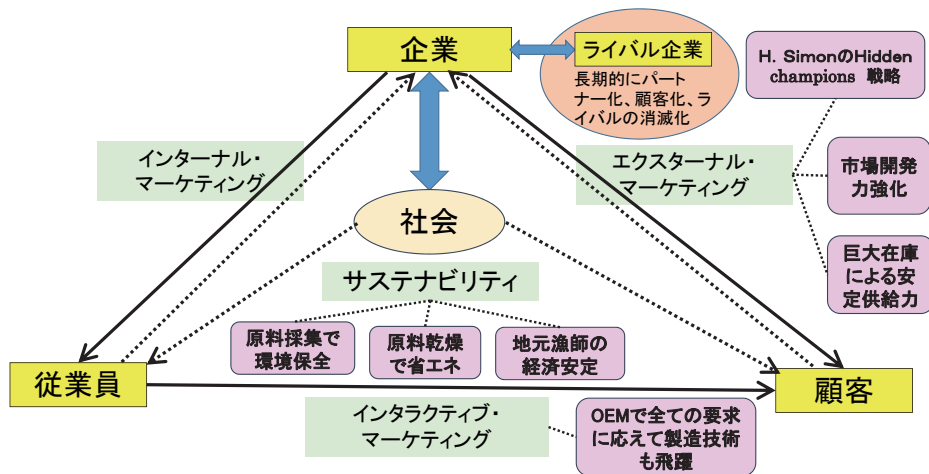 企業
ライバル企業
長期的にパート
ナー化、顧客化、ラ
イバルの消滅化
H. SimonのHidden
champions 戦略
インターナル・
マーケティング
エクスターナル・
マーケティング
市場開発
力強化
社会
巨大在庫
による安
定供給力
サステナビリティ
原料採集で
環境保全
原料乾燥
で省エネ
地元漁師の
経済安定
従業員
顧客
インタラクティブ・
マーケティング
OEMで全ての要求
に応えて製造技術
も飛躍